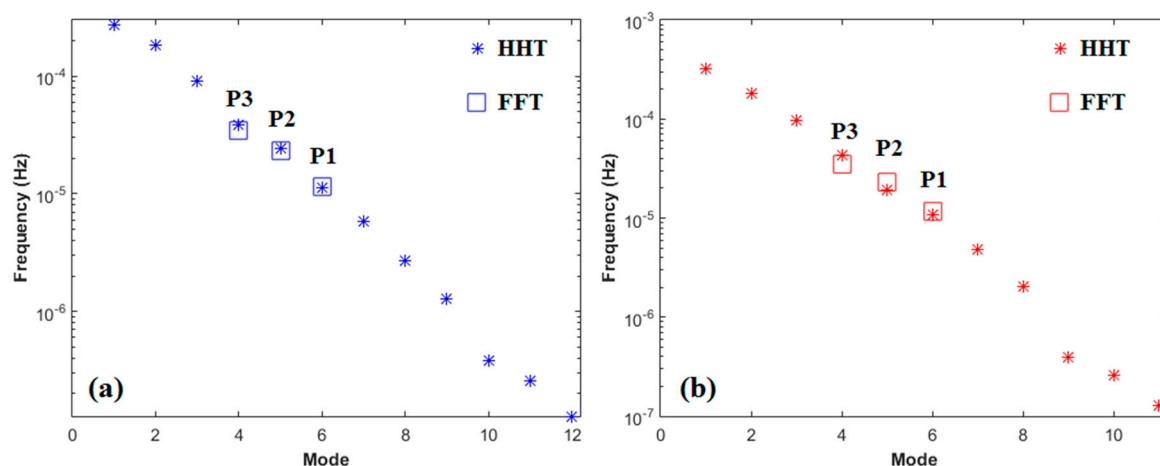 HHT
FFT
P3
P2
P1
10^-4
10^-5
10^-6
Frequency (Hz)
(a)
0 2 4 6 8 10 12
Mode
HHT
FFT
P3
P2
P1
10^-3
10^-4
10^-5
10^-6
10^-7
Frequency (Hz)
(b)
0 2 4 6 8 10
Mode